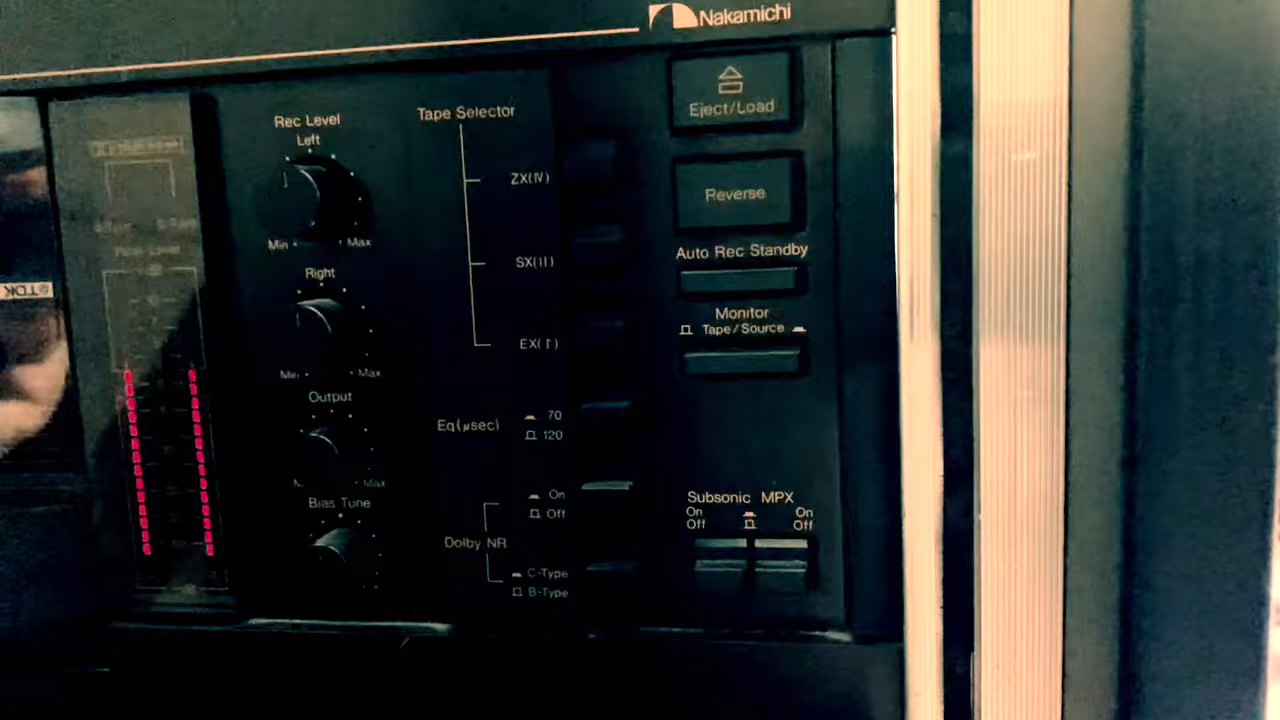 Nakamichi
Eject/Load
Rec Level
Left
Tape Selector
ZX(IV)
Reverse
Min
Max
Auto Rec Standby
SX(II)
Right
TDK
Monitor
Tape/Source
EX(I)
Min
Max
Output
70
Eq(µsec)
120
Max
Bias Tune
On
Off
Subsonic MPX
On
Off
On
Off
Dolby NR
C-Type
B-Type